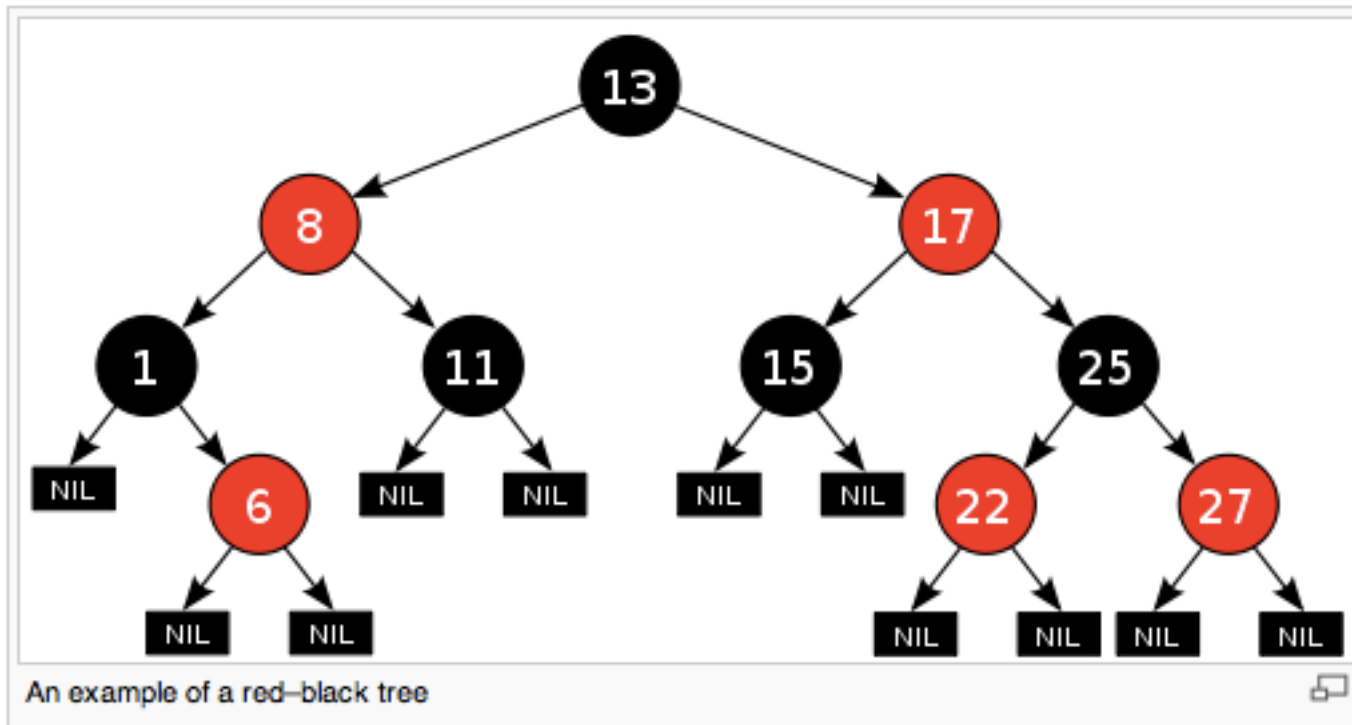 13
8 17
1 11 15 25
NIL 6 NIL NIL NIL NIL 22 27
NIL NIL NIL NIL NIL NIL
An example of a red–black tree